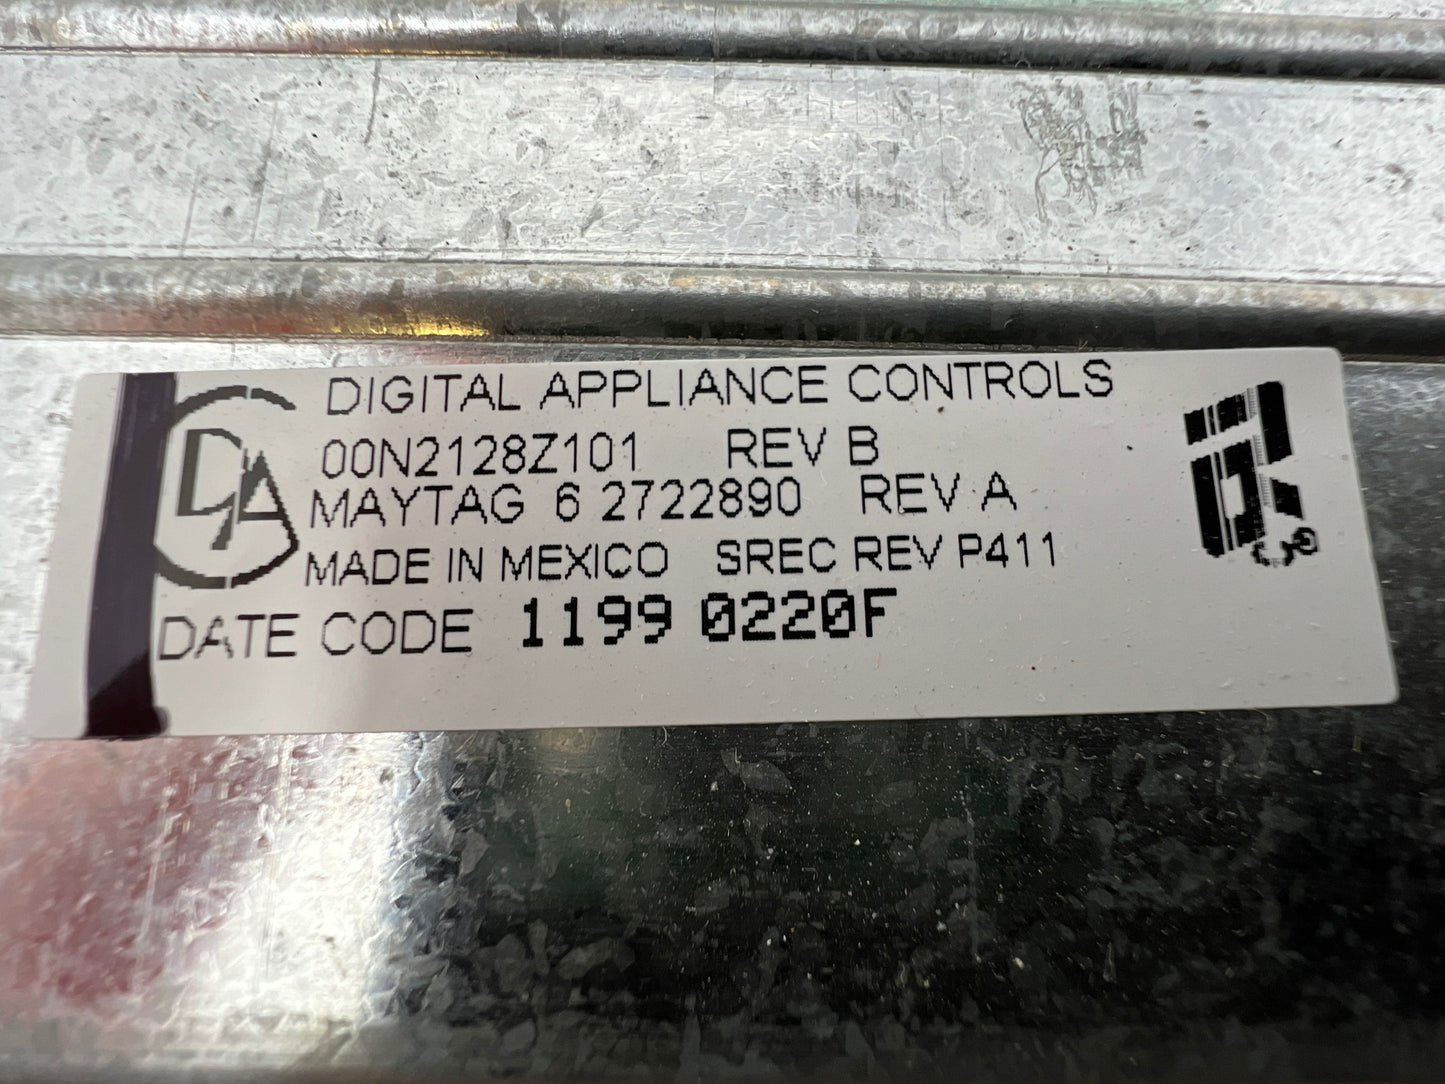 DIGITAL APPLIANCE CONTROLS
DCA
00N2128Z101 REV B
MAYTAG 6 2722890 REV A
MADE IN MEXICO SREC REV P411
DATE CODE 1199 0220F